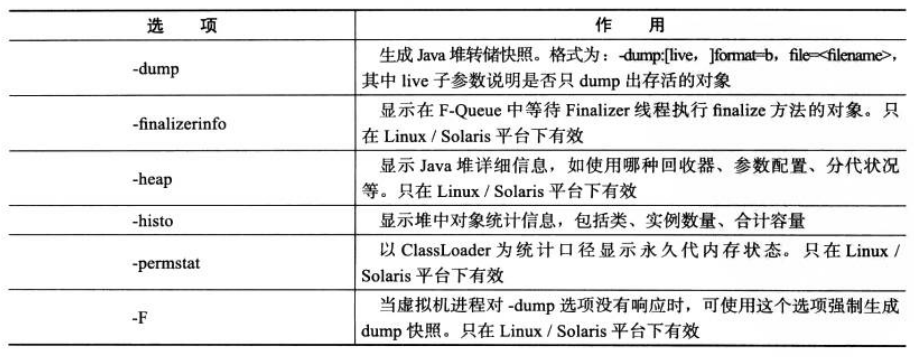 选 项 作 用
-dump 生成 Java 堆转储快照。格式为：-dump:[live，]format=b，file=<filename>，
其中 live 子参数说明是否只 dump 出存活的对象
-finalizerinfo 显示在 F-Queue 中等待 Finalizer 线程执行 finalize 方法的对象。只
在 Linux / Solaris 平台下有效
-heap 显示 Java 堆详细信息，如使用哪种回收器、参数配置、分代状况
等。只在 Linux / Solaris 平台下有效
-histo 显示堆中对象统计信息，包括类、实例数量、合计容量
-permstat 以 ClassLoader 为统计口径显示永久代内存状态。只在 Linux /
Solaris 平台下有效
-F 当虚拟机进程对 -dump 选项没有响应时，可使用这个选项强制生成
dump 快照。只在 Linux / Solaris 平台下有效